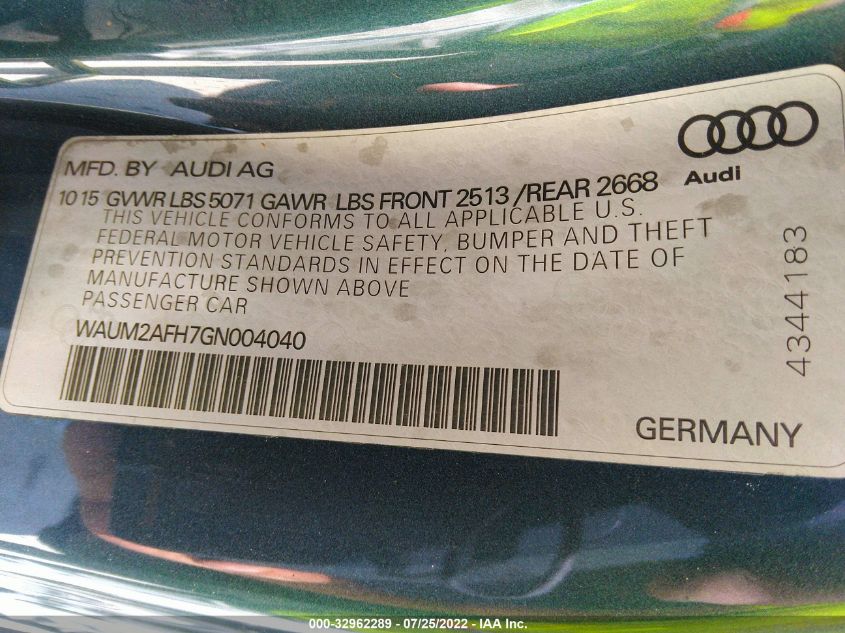 MFD. BY AUDI AG
Audi
10 15 GVWR LBS 5071 GAWR LBS FRONT 2513 /REAR 2668
THIS VEHICLE CONFORMS TO ALL APPLICABLE U.S.
FEDERAL MOTOR VEHICLE SAFETY, BUMPER AND THEFT
PREVENTION STANDARDS IN EFFECT ON THE DATE OF
MANUFACTURE SHOWN ABOVE
PASSENGER CAR
WAUM2AFH7GN004040
4344183
GERMANY
000-32962289 - 07/25/2022 - IAA Inc.